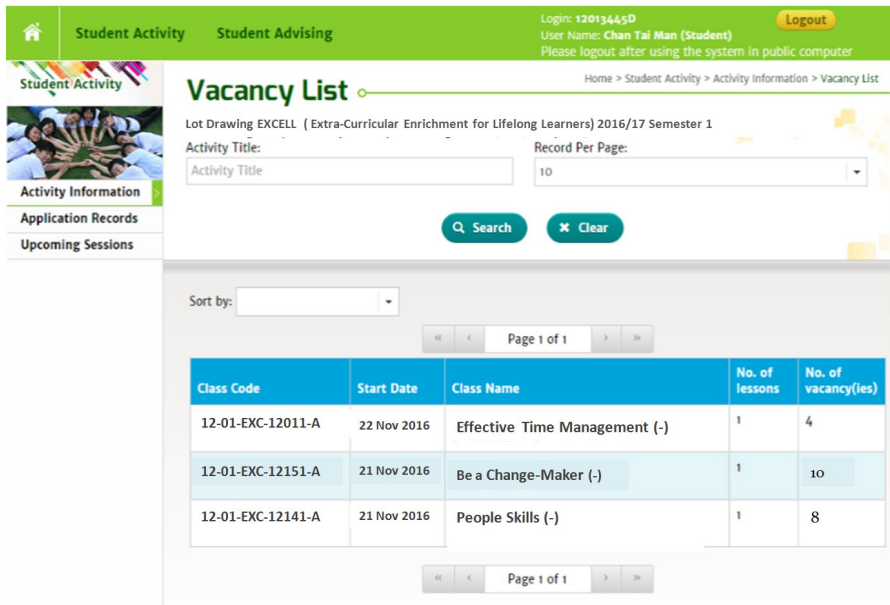 Student Activity Student Advising
Login: 12013445D Logout
User Name: Chan Tai Man (Student)
Please logout after using the system in public computer
Student Activity
Activity Information
Application Records
Upcoming Sessions
Home > Student Activity > Activity Information > Vacancy List
Vacancy List
Lot Drawing EXCELL ( Extra-Curricular Enrichment for Lifelong Learners) 2016/17 Semester 1
Activity Title: Record Per Page:
Activity Title 10
Search Clear
Sort by:
« ‹ Page 1 of 1 › »
Class Code Start Date Class Name No. of lessons No. of vacancy(ies)
12-01-EXC-12011-A 22 Nov 2016 Effective Time Management (-) 1 4
12-01-EXC-12151-A 21 Nov 2016 Be a Change-Maker (-) 1 10
12-01-EXC-12141-A 21 Nov 2016 People Skills (-) 1 8
« ‹ Page 1 of 1 › »